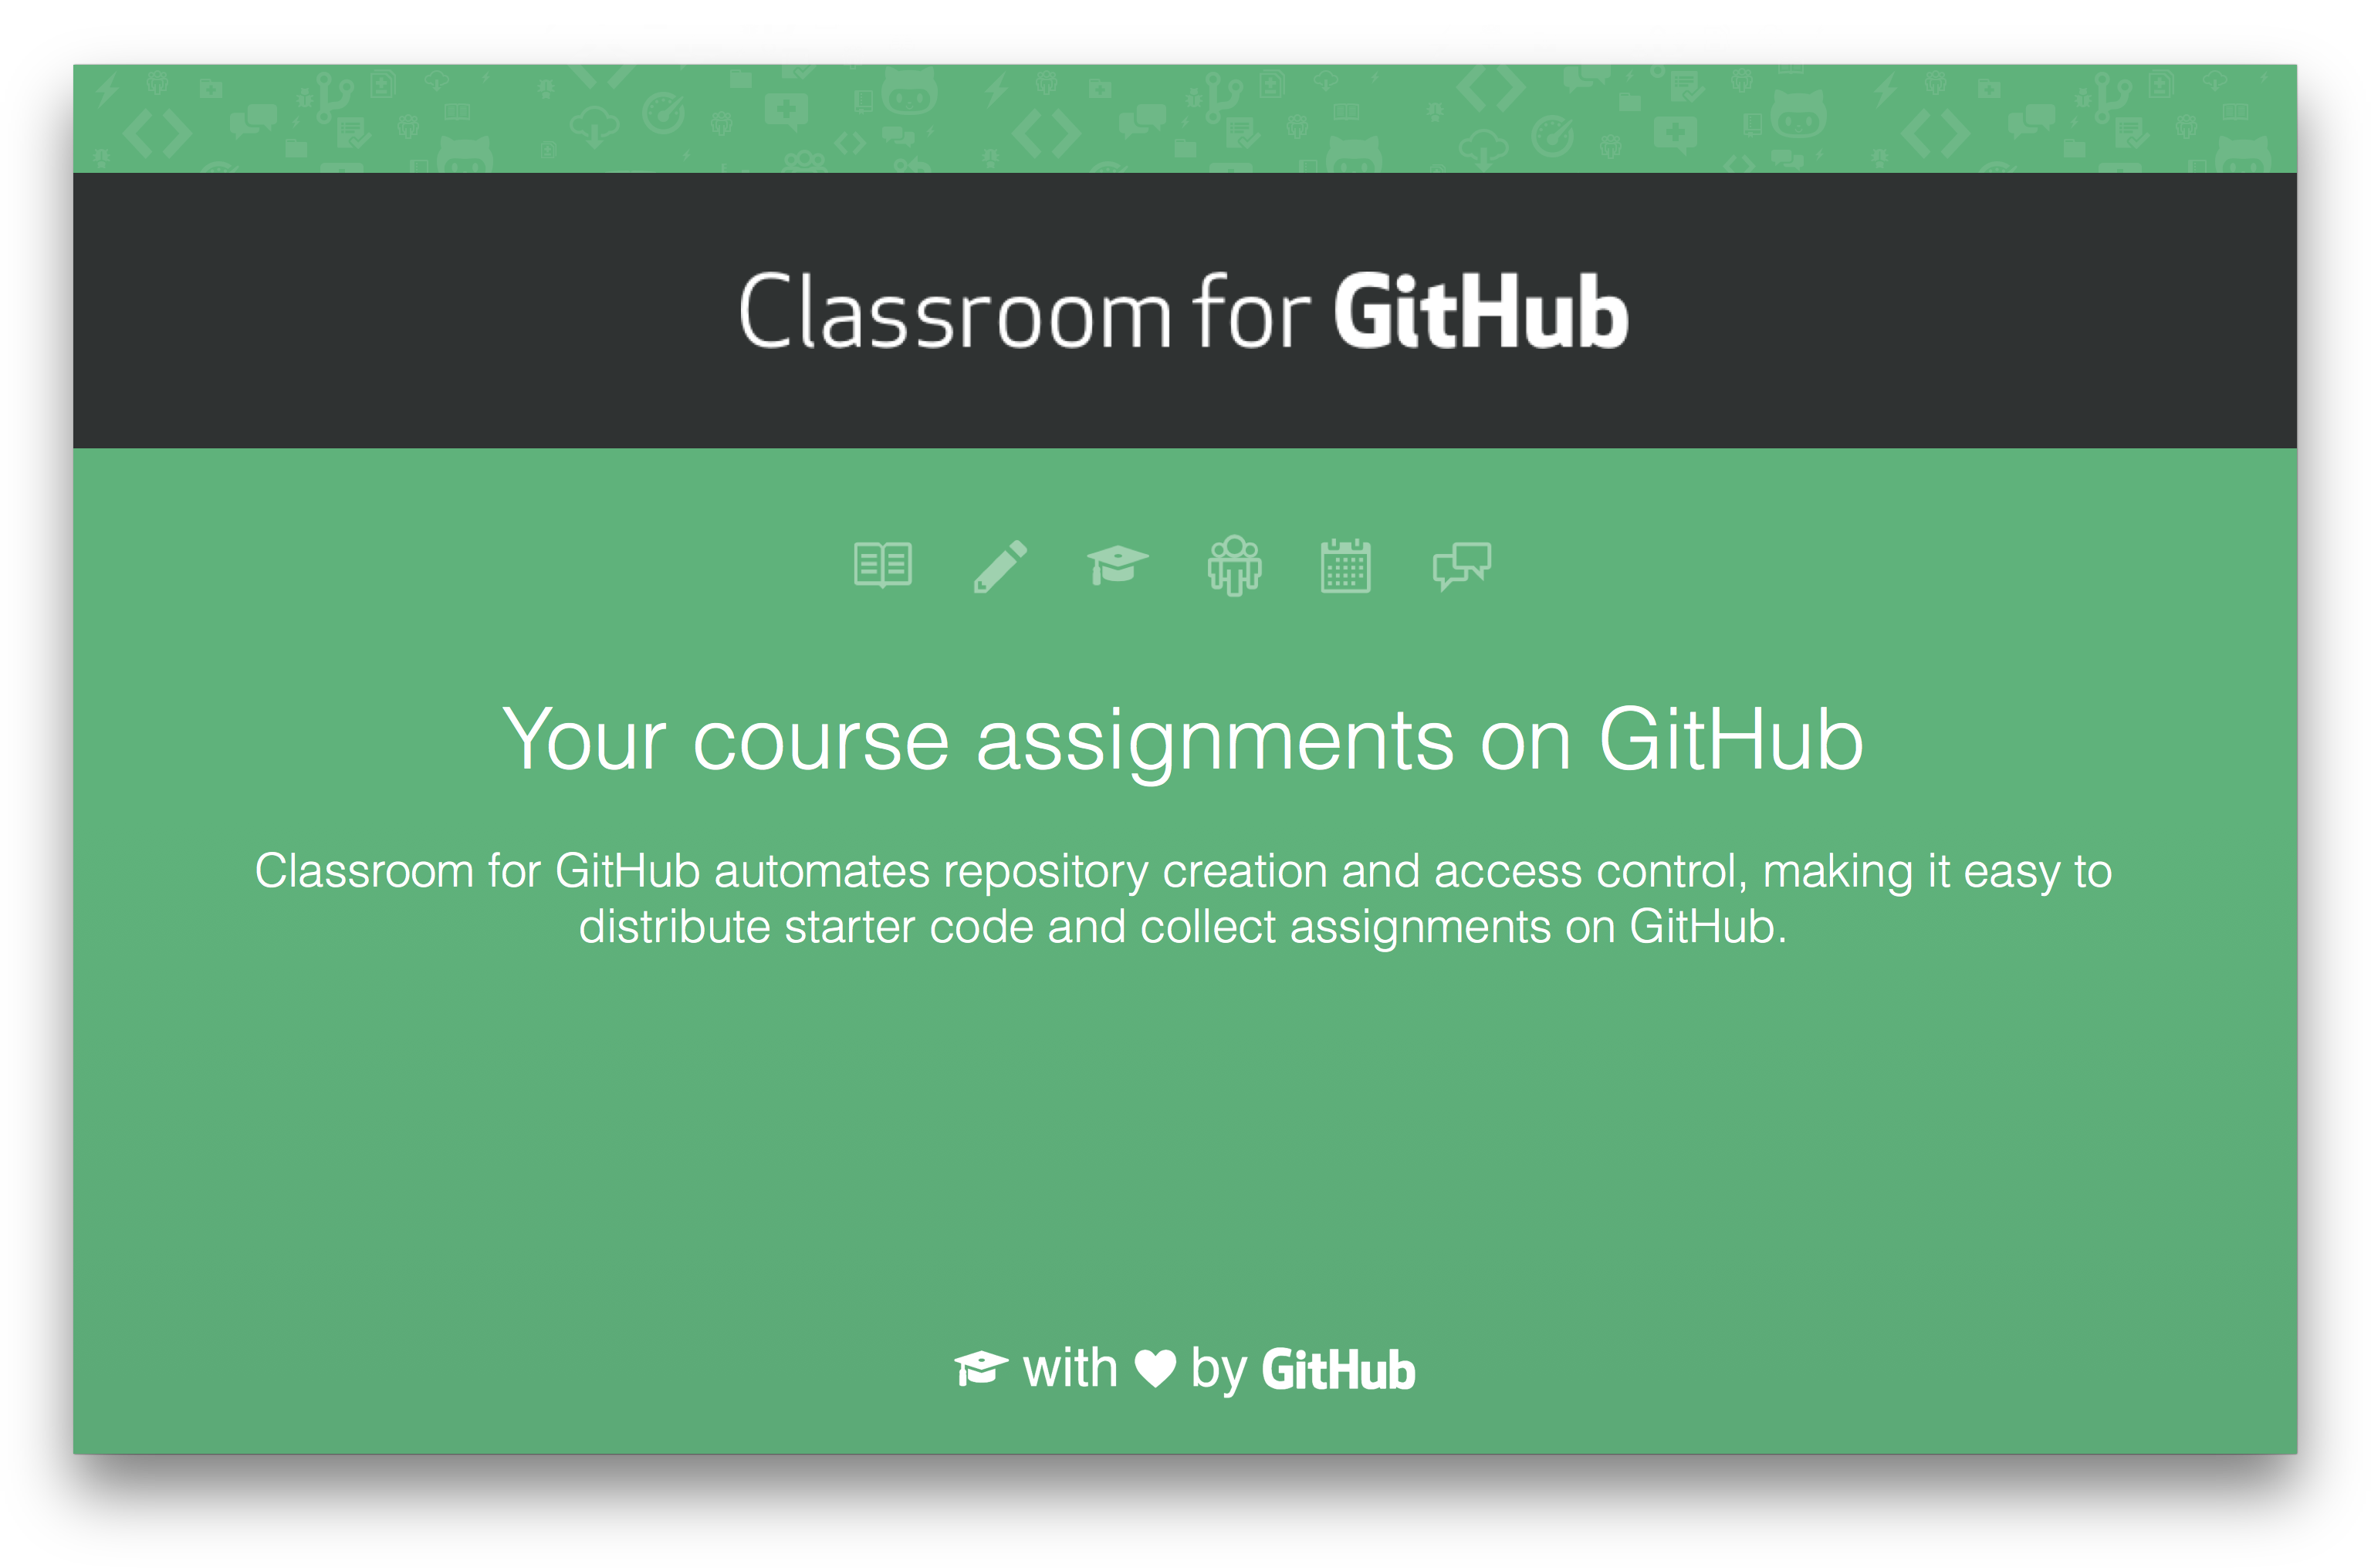 Classroom for GitHub
Your course assignments on GitHub
Classroom for GitHub automates repository creation and access control, making it easy to
distribute starter code and collect assignments on GitHub.
with by GitHub